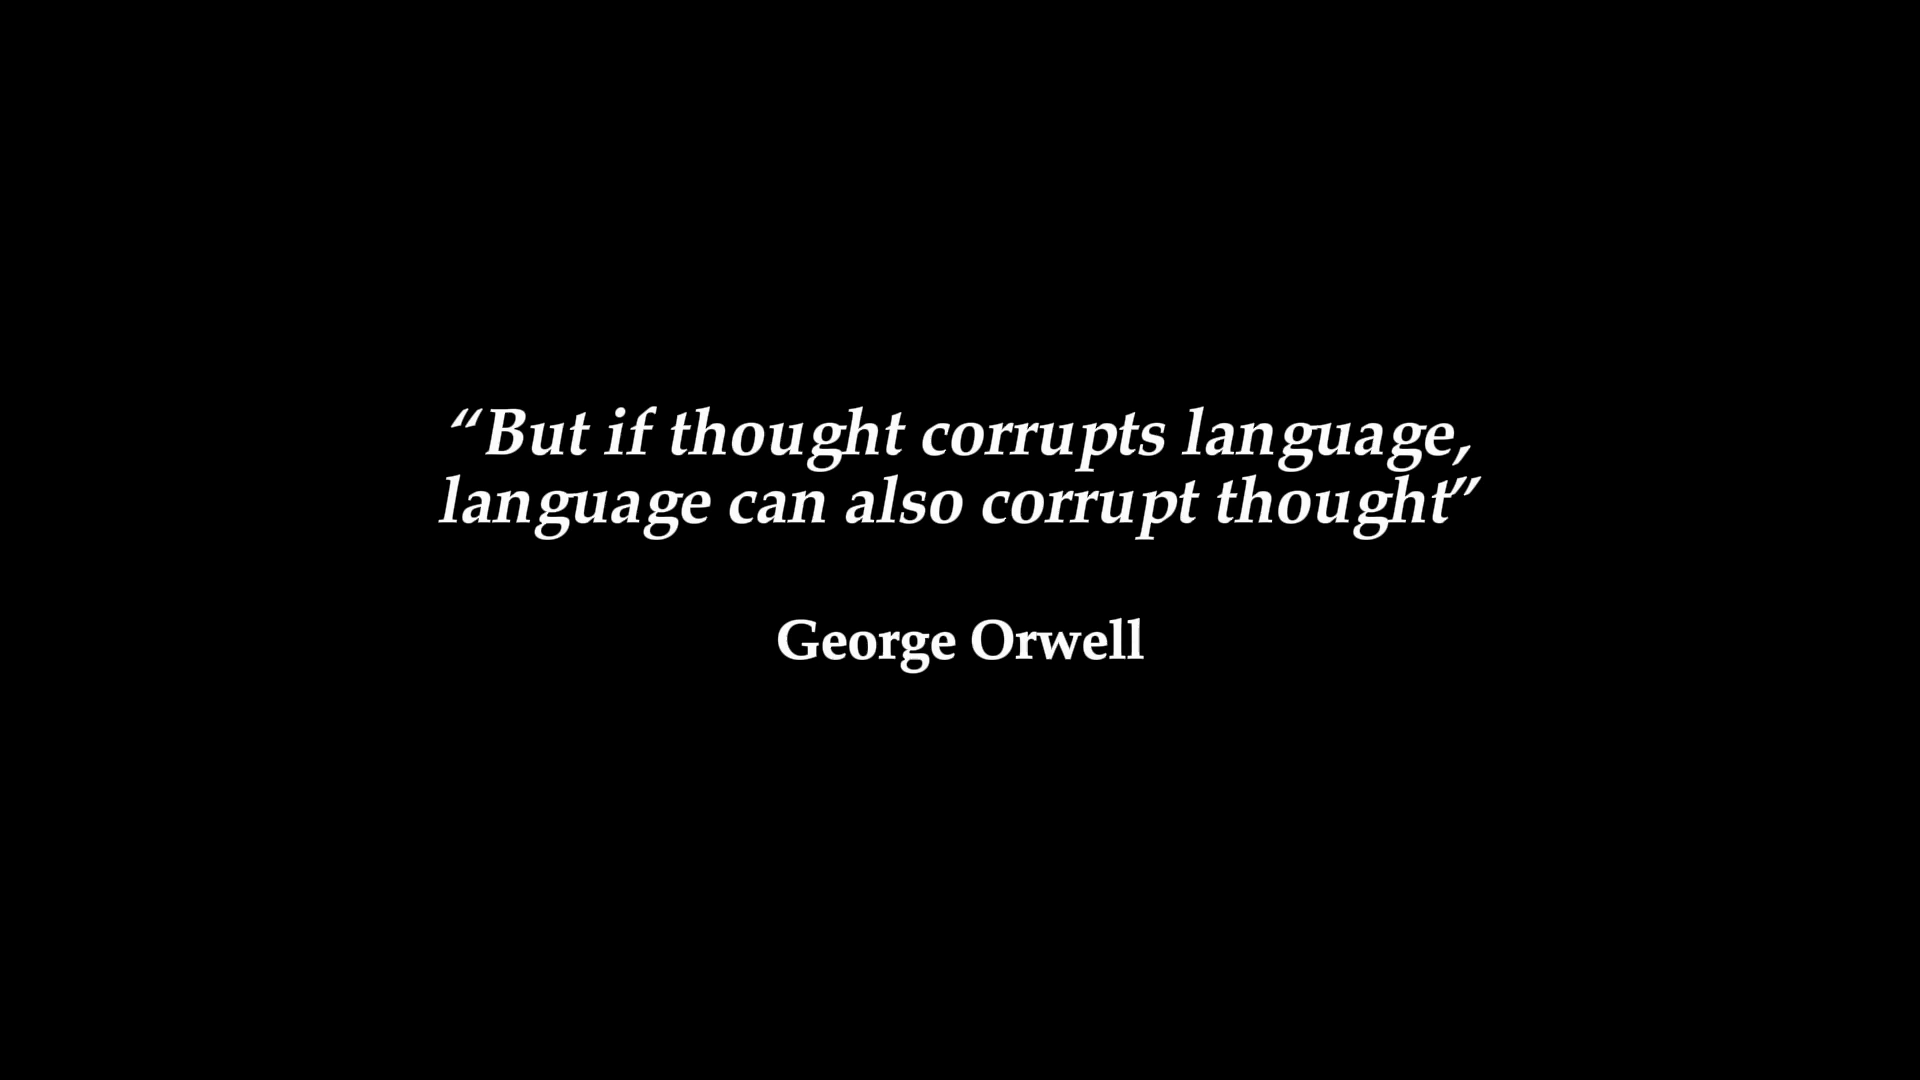 “But if thought corrupts language,
language can also corrupt thought”
George Orwell